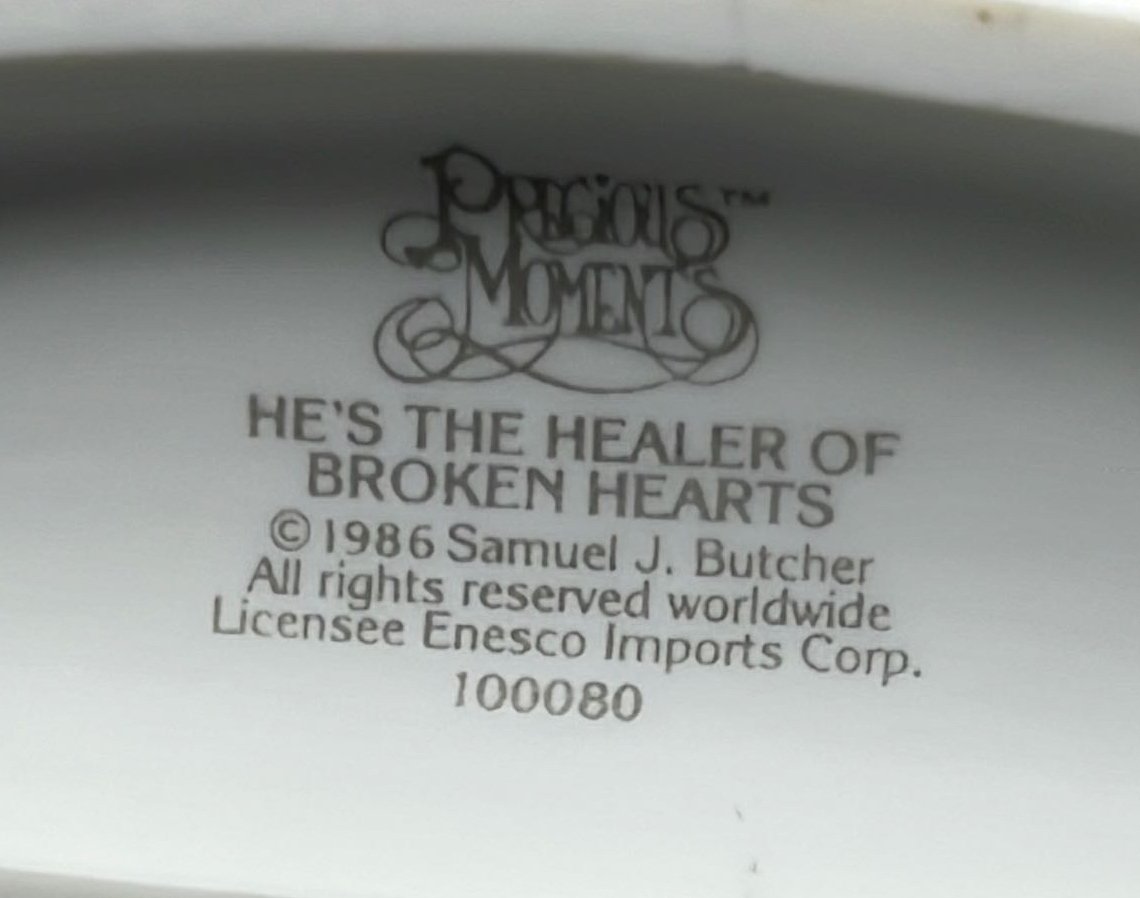 PRECIOUS™
MOMENTS
HE'S THE HEALER OF
BROKEN HEARTS
©1986 Samuel J. Butcher
All rights reserved worldwide
Licensee Enesco Imports Corp.
100080